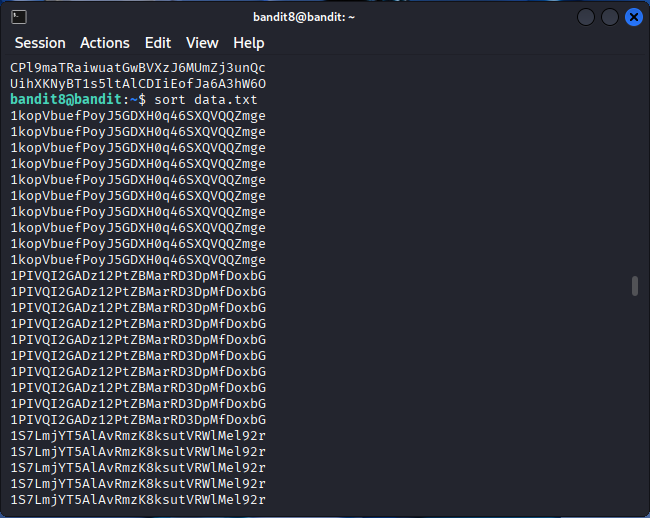 bandit8@bandit: ~
Session Actions Edit View Help
CPl9maTRaiwuatGwBVXzJ6MUmZj3unQc
UihXKNyBT1s5ltAlCDIiEofJa6A3hW6O
bandit8@bandit:~$ sort data.txt
1kopVbuefPoyJ5GDXH0q46SXQVQQZmge
1kopVbuefPoyJ5GDXH0q46SXQVQQZmge
1kopVbuefPoyJ5GDXH0q46SXQVQQZmge
1kopVbuefPoyJ5GDXH0q46SXQVQQZmge
1kopVbuefPoyJ5GDXH0q46SXQVQQZmge
1kopVbuefPoyJ5GDXH0q46SXQVQQZmge
1kopVbuefPoyJ5GDXH0q46SXQVQQZmge
1kopVbuefPoyJ5GDXH0q46SXQVQQZmge
1kopVbuefPoyJ5GDXH0q46SXQVQQZmge
1kopVbuefPoyJ5GDXH0q46SXQVQQZmge
1PIVQI2GADz12PtZBMarRD3DpMfDoxbG
1PIVQI2GADz12PtZBMarRD3DpMfDoxbG
1PIVQI2GADz12PtZBMarRD3DpMfDoxbG
1PIVQI2GADz12PtZBMarRD3DpMfDoxbG
1PIVQI2GADz12PtZBMarRD3DpMfDoxbG
1PIVQI2GADz12PtZBMarRD3DpMfDoxbG
1PIVQI2GADz12PtZBMarRD3DpMfDoxbG
1PIVQI2GADz12PtZBMarRD3DpMfDoxbG
1PIVQI2GADz12PtZBMarRD3DpMfDoxbG
1PIVQI2GADz12PtZBMarRD3DpMfDoxbG
1S7LmjYT5AlAvRmzK8ksutVRWlMel92r
1S7LmjYT5AlAvRmzK8ksutVRWlMel92r
1S7LmjYT5AlAvRmzK8ksutVRWlMel92r
1S7LmjYT5AlAvRmzK8ksutVRWlMel92r
1S7LmjYT5AlAvRmzK8ksutVRWlMel92r